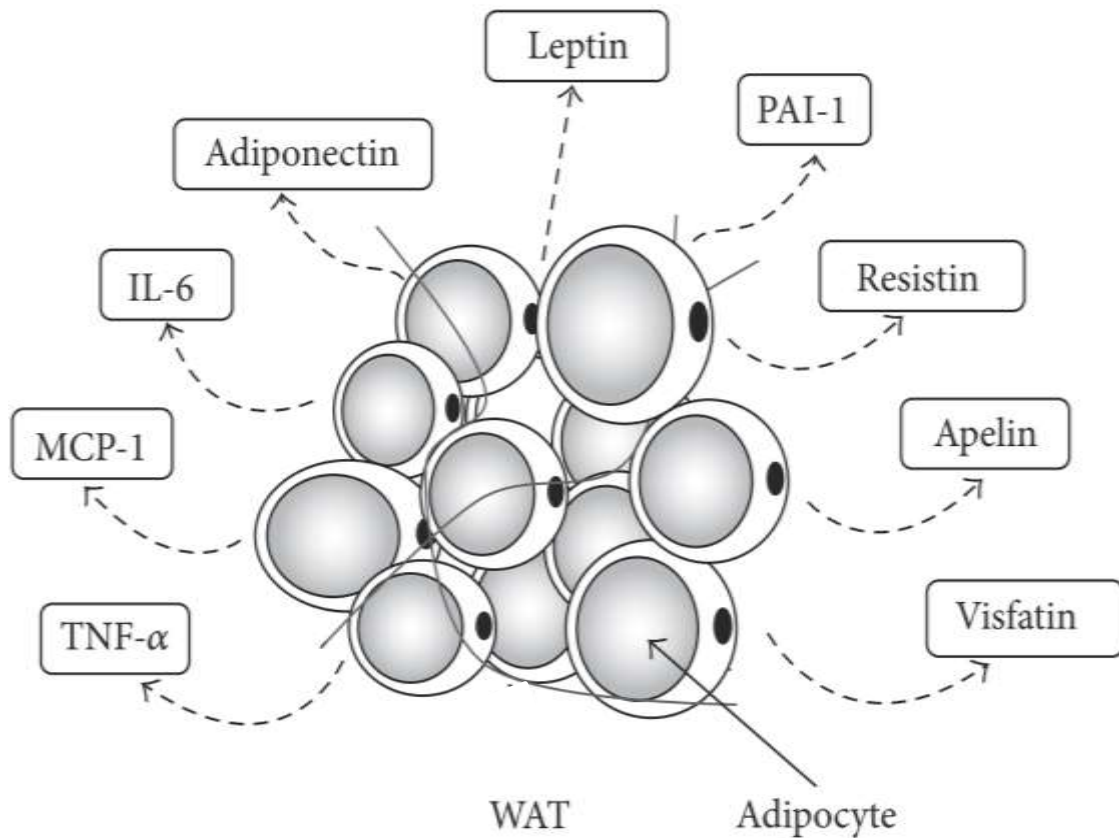 Leptin
PAI-1
Adiponectin
IL-6
Resistin
MCP-1
Apelin
TNF-α
Visfatin
WAT
Adipocyte